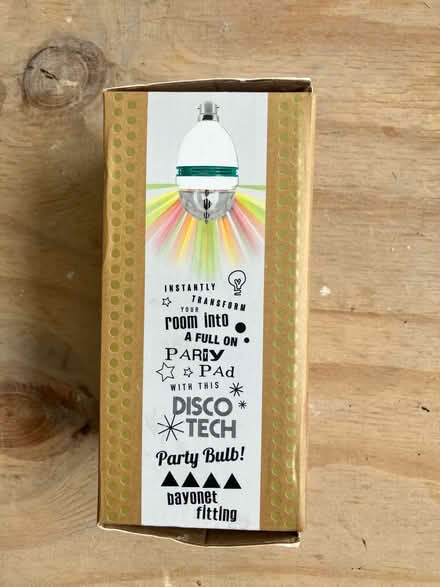 INSTANTLY
TRANSFORM
YOUR
room into
A FULL ON
PARTY
PAd
WITH THIS
DISCO
TECH
Party Bulb!
bayonet
fitting